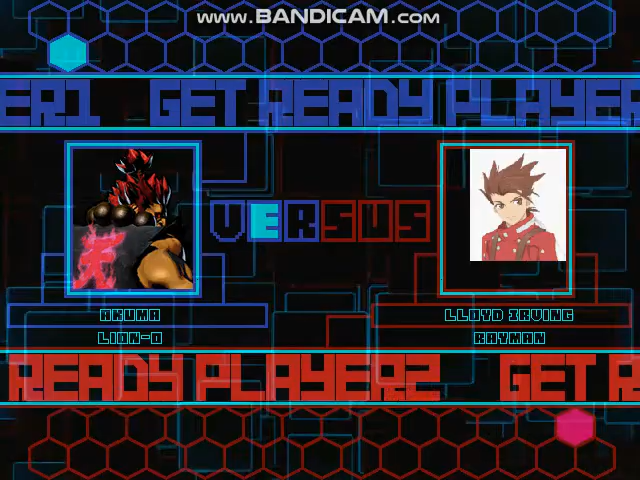 www.BANDICAM.com
ER1 GET READY PLAYER
VERSUS
AKUMA
LLOYD IRVING
LION-O
RAYMAN
READY PLAYER2 GET R